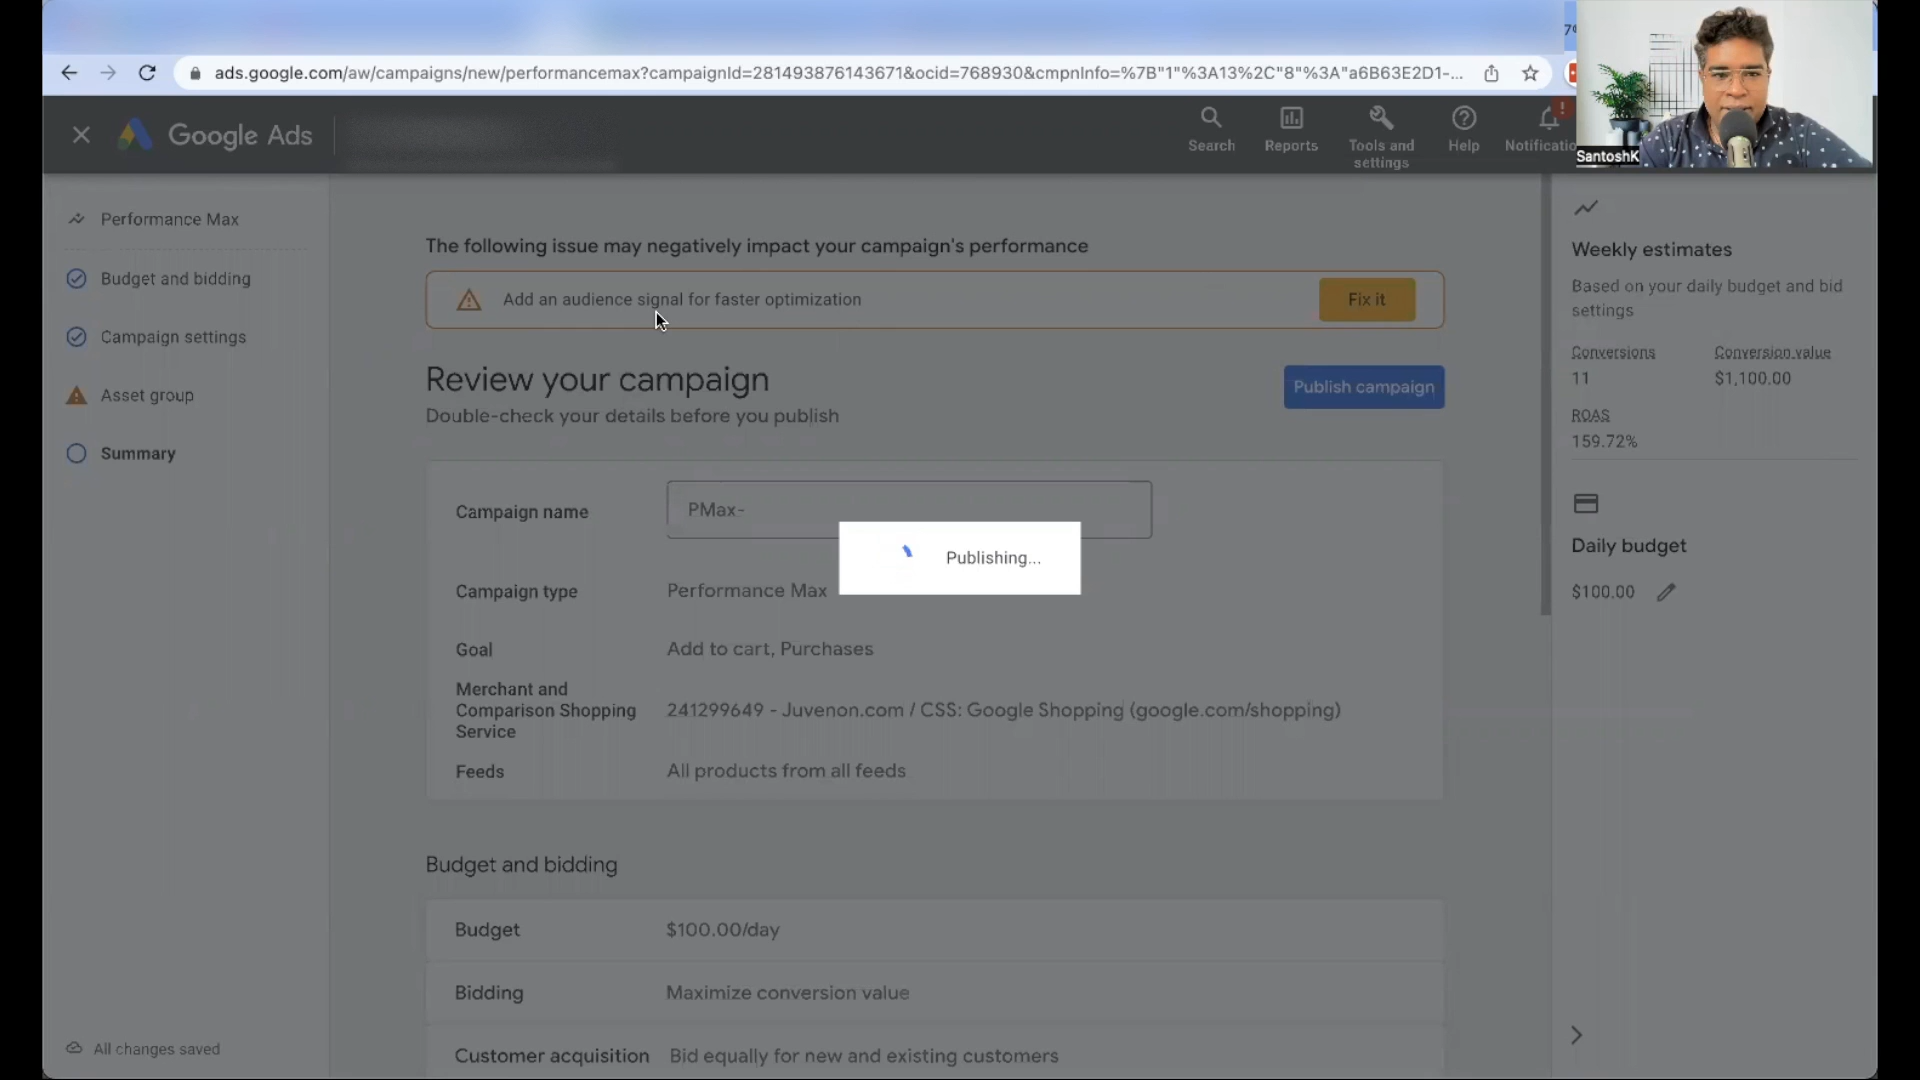 ads.google.com/aw/campaigns/new/performancemax?campaignId=281493876143671&ocid=768930&cmpnInfo=%7B"1"%3A13%2C"8"%3A"a6B63E2D1-...
Google Ads
Search
Reports
Tools and
settings
Help
Notificatio
SantoshK
Performance Max
Budget and bidding
Campaign settings
Asset group
Summary
All changes saved
The following issue may negatively impact your campaign's performance
Add an audience signal for faster optimization
Fix it
Review your campaign
Double-check your details before you publish
Publish campaign
Campaign name
PMax-
Publishing...
Campaign type
Performance Max
Goal
Add to cart, Purchases
Merchant and
Comparison Shopping
Service
241299649 - Juvenon.com / CSS: Google Shopping (google.com/shopping)
Feeds
All products from all feeds
Budget and bidding
Budget
$100.00/day
Bidding
Maximize conversion value
Customer acquisition
Bid equally for new and existing customers
Weekly estimates
Based on your daily budget and bid
settings
Conversions
Conversion value
11
$1,100.00
ROAS
159.72%
Daily budget
$100.00